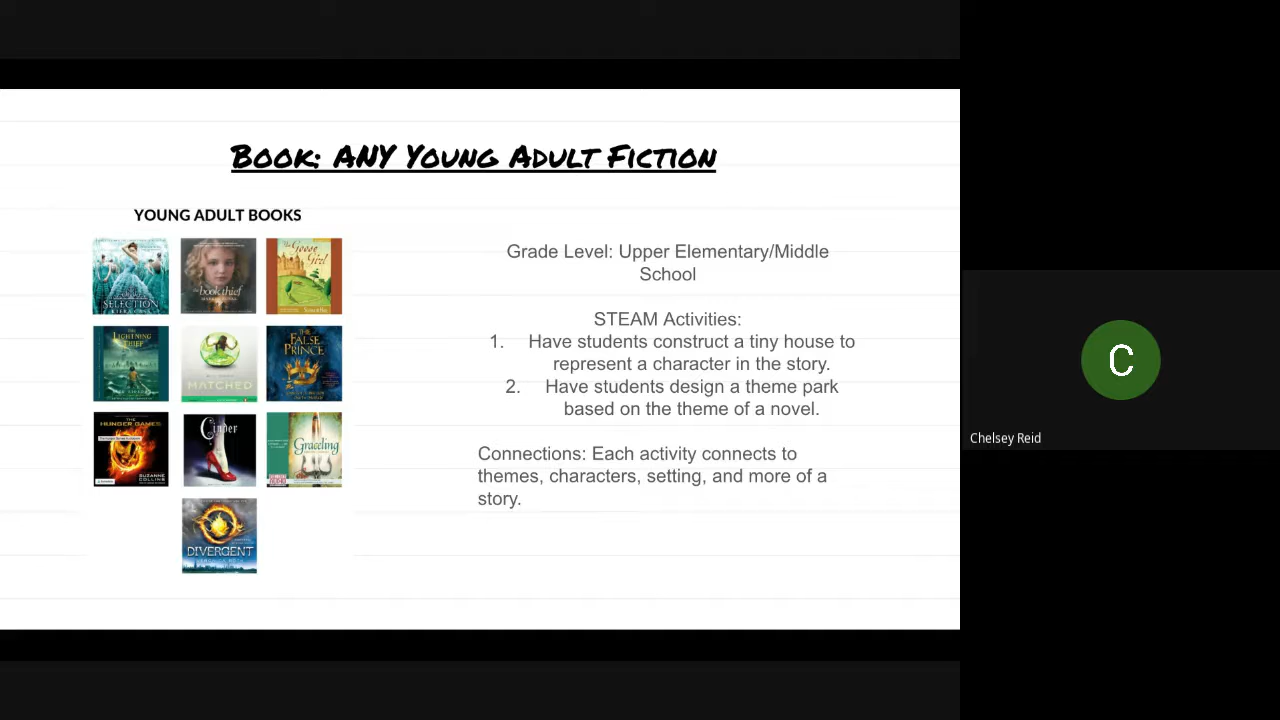 Book: ANY Young Adult Fiction
YOUNG ADULT BOOKS
SELECTION
the book thief
The Goose Girl
THE LIGHTNING THIEF
MATCHED
THE FALSE PRINCE
THE HUNGER GAMES
SUZANNE COLLINS
Cinder
Graceling
DIVERGENT
Grade Level: Upper Elementary/Middle
School
STEAM Activities:
1. Have students construct a tiny house to
represent a character in the story.
2. Have students design a theme park
based on the theme of a novel.
Connections: Each activity connects to
themes, characters, setting, and more of a
story.
C
Chelsey Reid